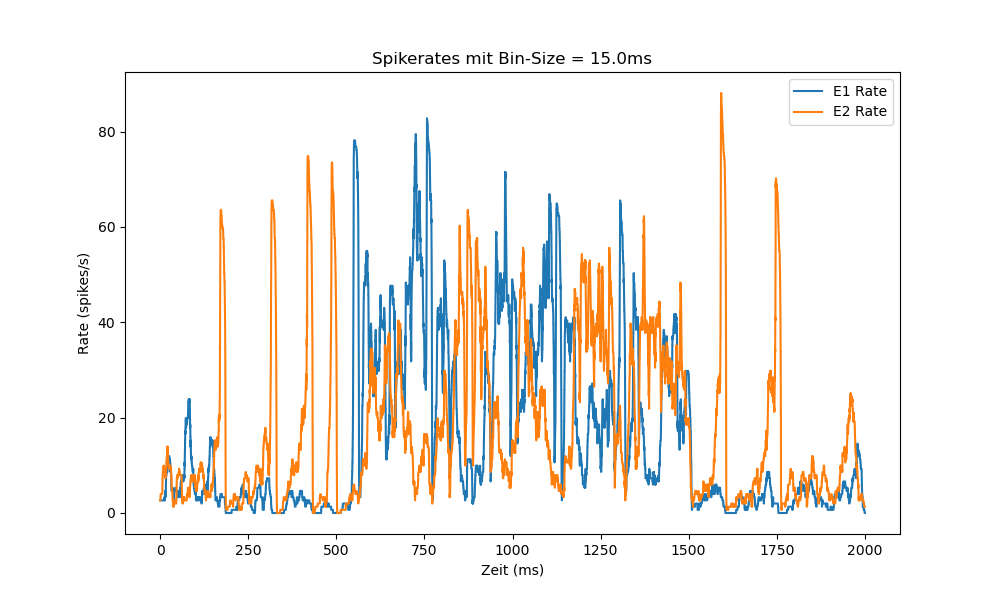 Spikerates mit Bin-Size = 15.0ms
E1 Rate
E2 Rate
Rate (spikes/s)
80
60
40
20
0
0 250 500 750 1000 1250 1500 1750 2000
Zeit (ms)